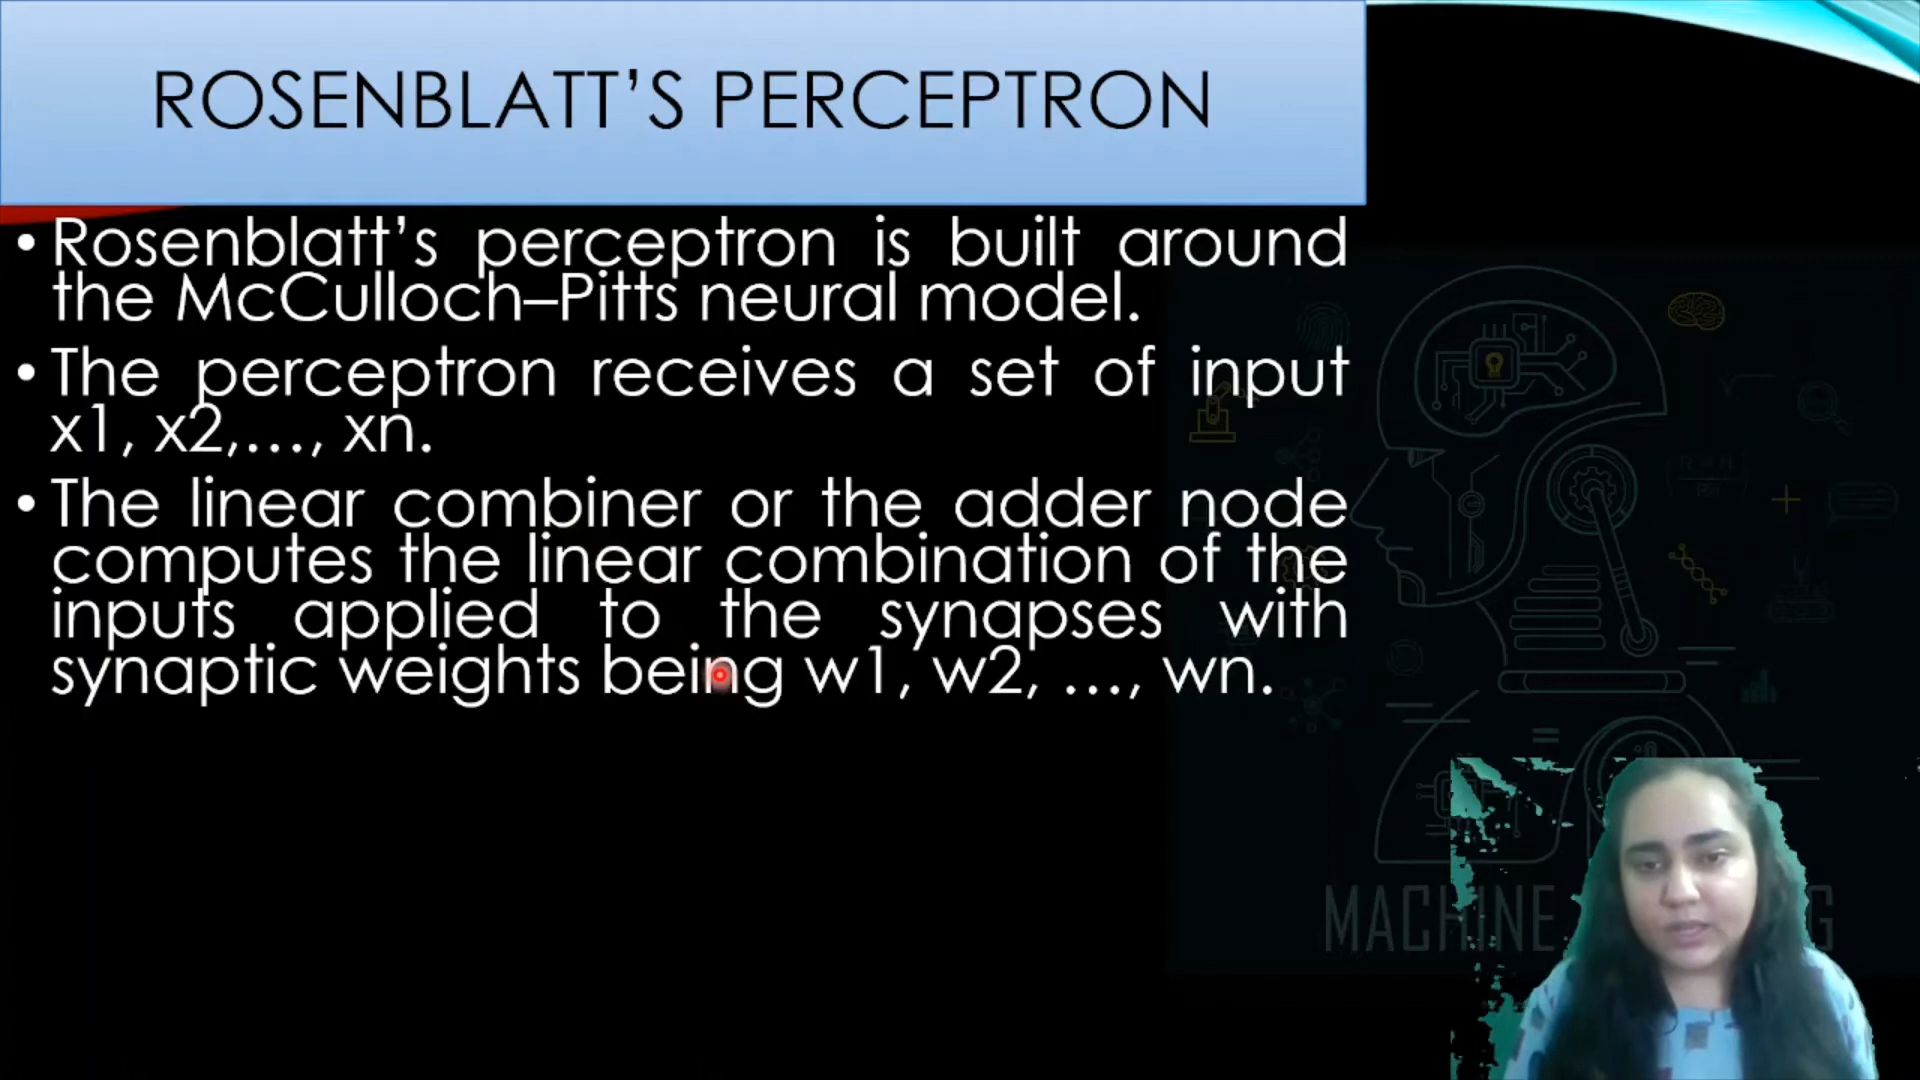 ROSENBLATT’S PERCEPTRON
• Rosenblatt’s perceptron is built around
the McCulloch–Pitts neural model.
• The perceptron receives a set of input
x1, x2,…, xn.
• The linear combiner or the adder node
computes the linear combination of the
inputs applied to the synapses with
synaptic weights being w1, w2, …, wn.
MACHINE